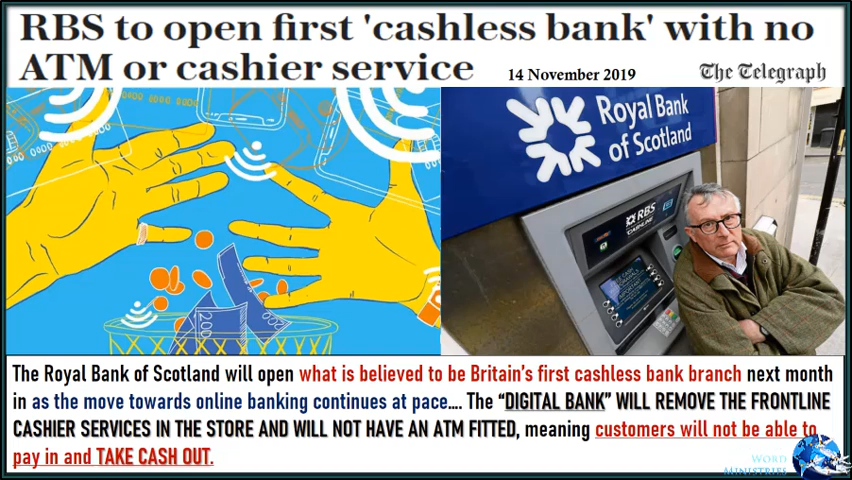 RBS to open first 'cashless bank' with no
ATM or cashier service
14 November 2019
The Telegraph
Royal Bank
of Scotland
RBS
CASHLINE
200
The Royal Bank of Scotland will open what is believed to be Britain's first cashless bank branch next month
in as the move towards online banking continues at pace.... The “DIGITAL BANK” WILL REMOVE THE FRONTLINE
CASHIER SERVICES IN THE STORE AND WILL NOT HAVE AN ATM FITTED, meaning customers will not be able to
pay in and TAKE CASH OUT.
WORD
MINISTRIES